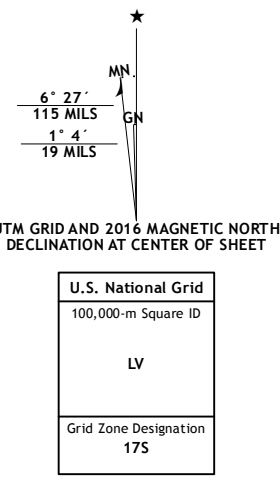 MN
6° 27´
115 MILS
GN
1° 4´
19 MILS
UTM GRID AND 2016 MAGNETIC NORTH
DECLINATION AT CENTER OF SHEET
U.S. National Grid
100,000-m Square ID
LV
Grid Zone Designation
17S